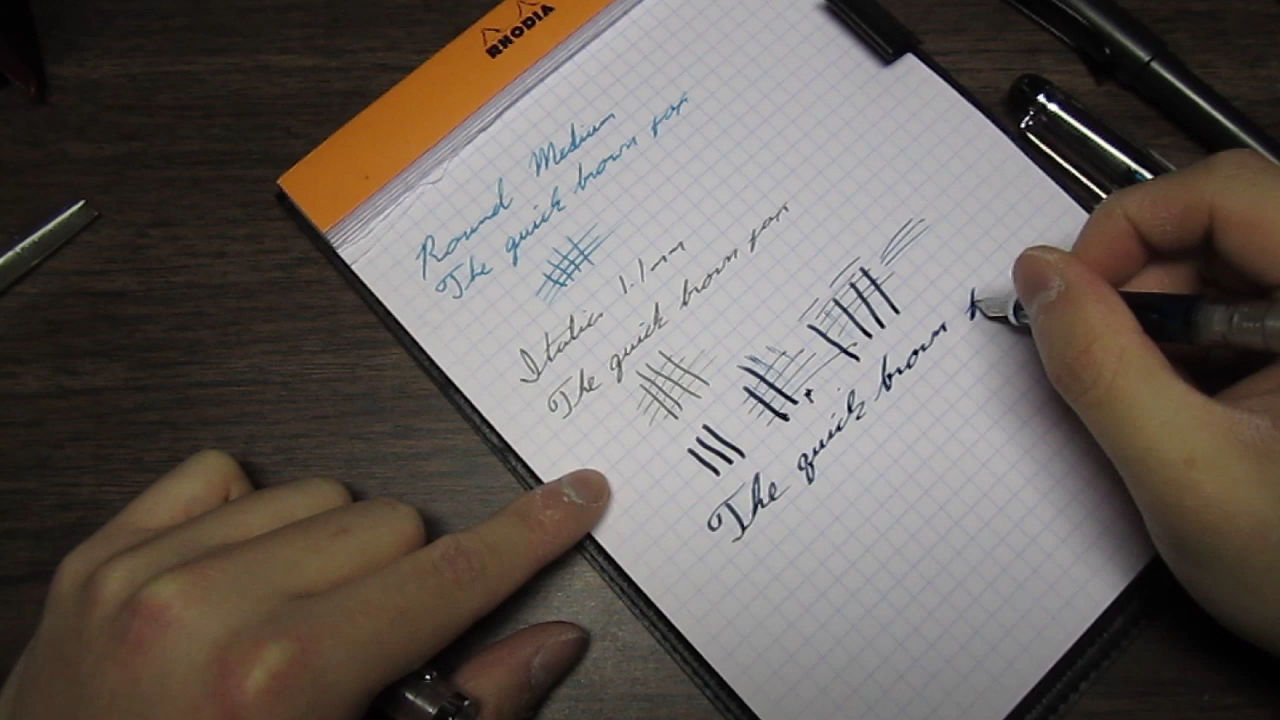 RHODIA
Round Medium
The quick brown fox
Italic 1.1mm
The quick brown fox
The quick brown